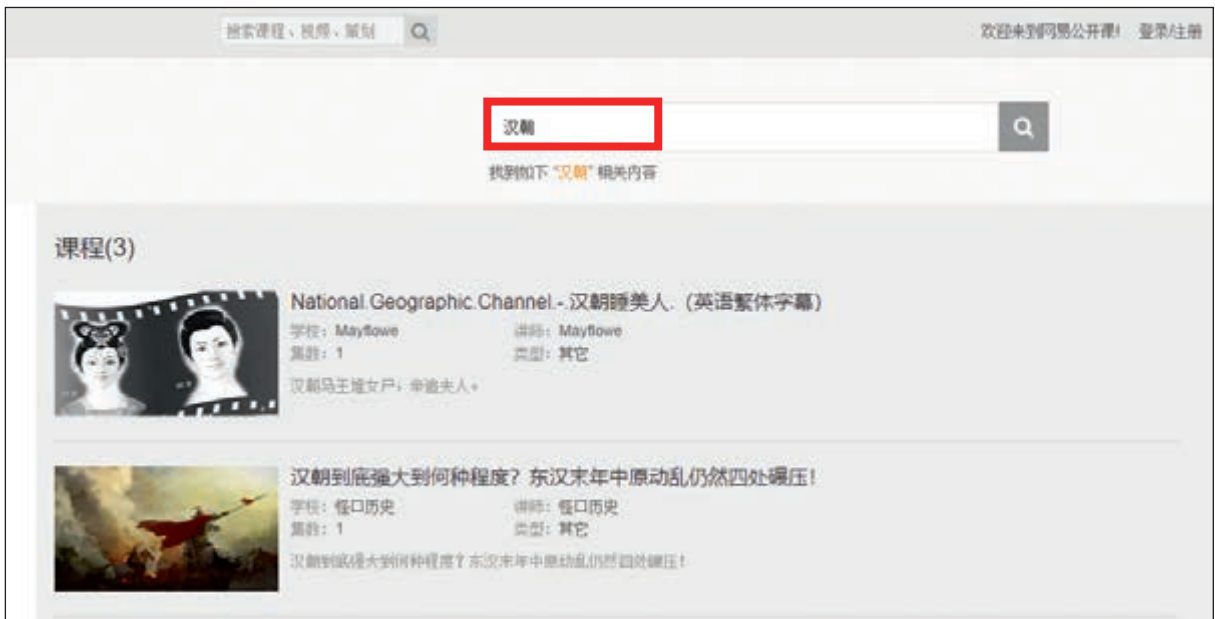 搜索课程、视频、策划
欢迎来到网易公开课! 登录/注册
汉朝
找到如下 “汉朝” 相关内容
课程(3)
National.Geographic.Channel.-.汉朝睡美人.（英语繁体字幕）
学校：Mayflowe 讲师：Mayflowe
集数：1 类型：其它
汉朝马王堆女尸，辛追夫人。
汉朝到底强大到何种程度？东汉末年中原动乱仍然四处碾压！
学校：怪口历史 讲师：怪口历史
集数：1 类型：其它
汉朝到底强大到何种程度？东汉末年中原动乱仍然四处碾压！